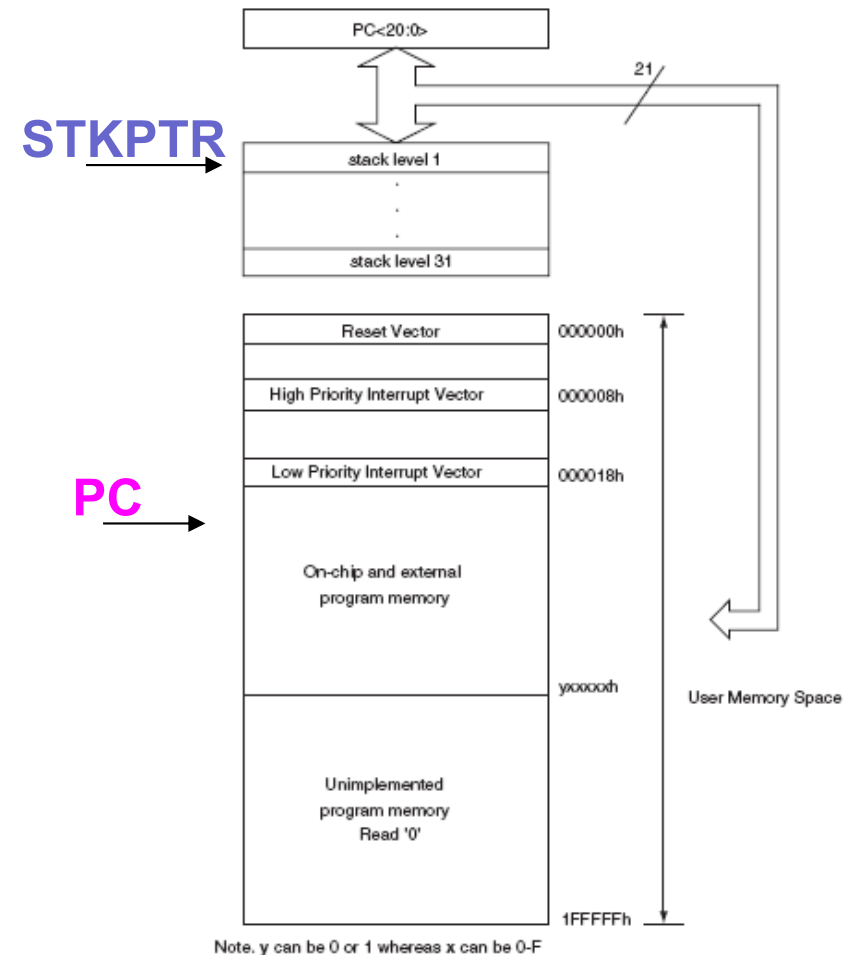 PC<20:0>
21
STKPTR
stack level 1
.
.
.
stack level 31
Reset Vector
000000h
High Priority Interrupt Vector
000008h
Low Priority Interrupt Vector
000018h
PC
On-chip and external
program memory
yxxxxxh
User Memory Space
Unimplemented
program memory
Read '0'
1FFFFFh
Note. y can be 0 or 1 whereas x can be 0-F